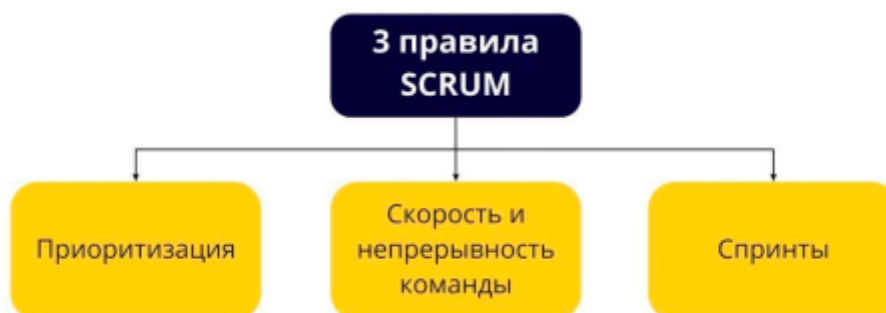 3 правила
SCRUM
Приоритизация
Скорость и
непрерывность
команды
Спринты